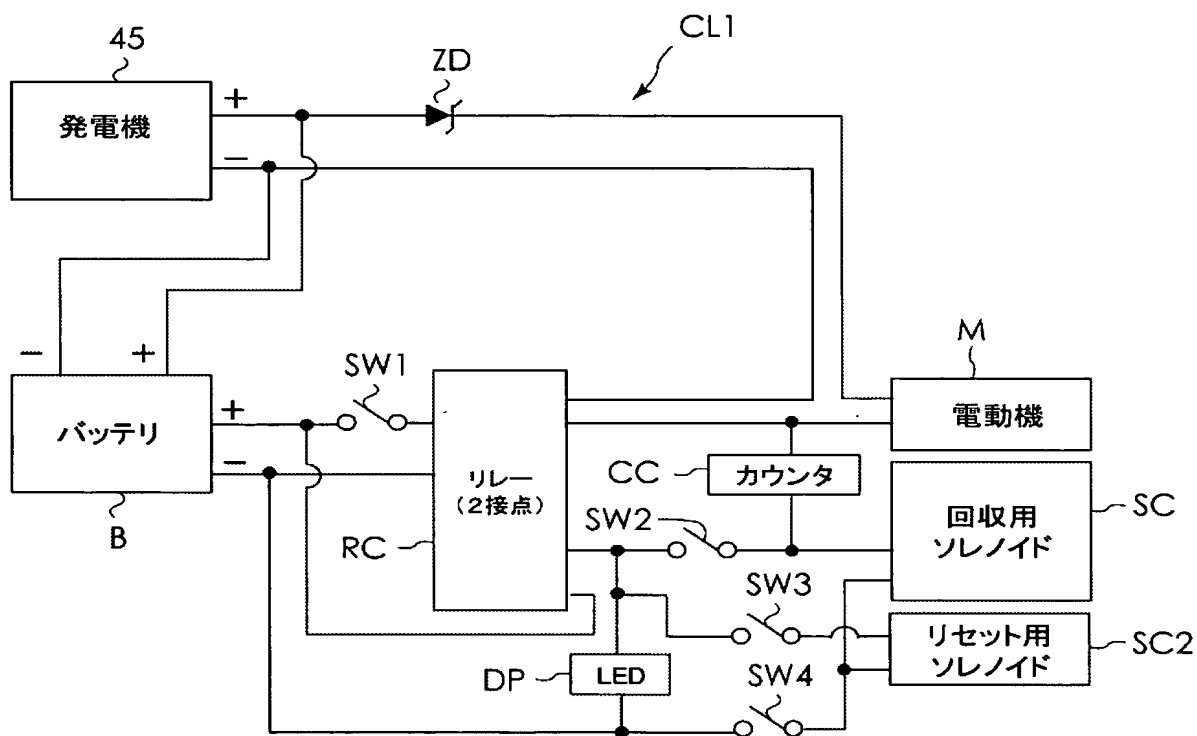 45
ZD
CL1
発電機
+
−
−
+
SW1
M
バッテリ
+
−
電動機
リレー
(2接点)
CC
カウンタ
SC
回収用
ソレノイド
B
RC
SW2
SW3
リセット用
ソレノイド
SC2
DP
LED
SW4